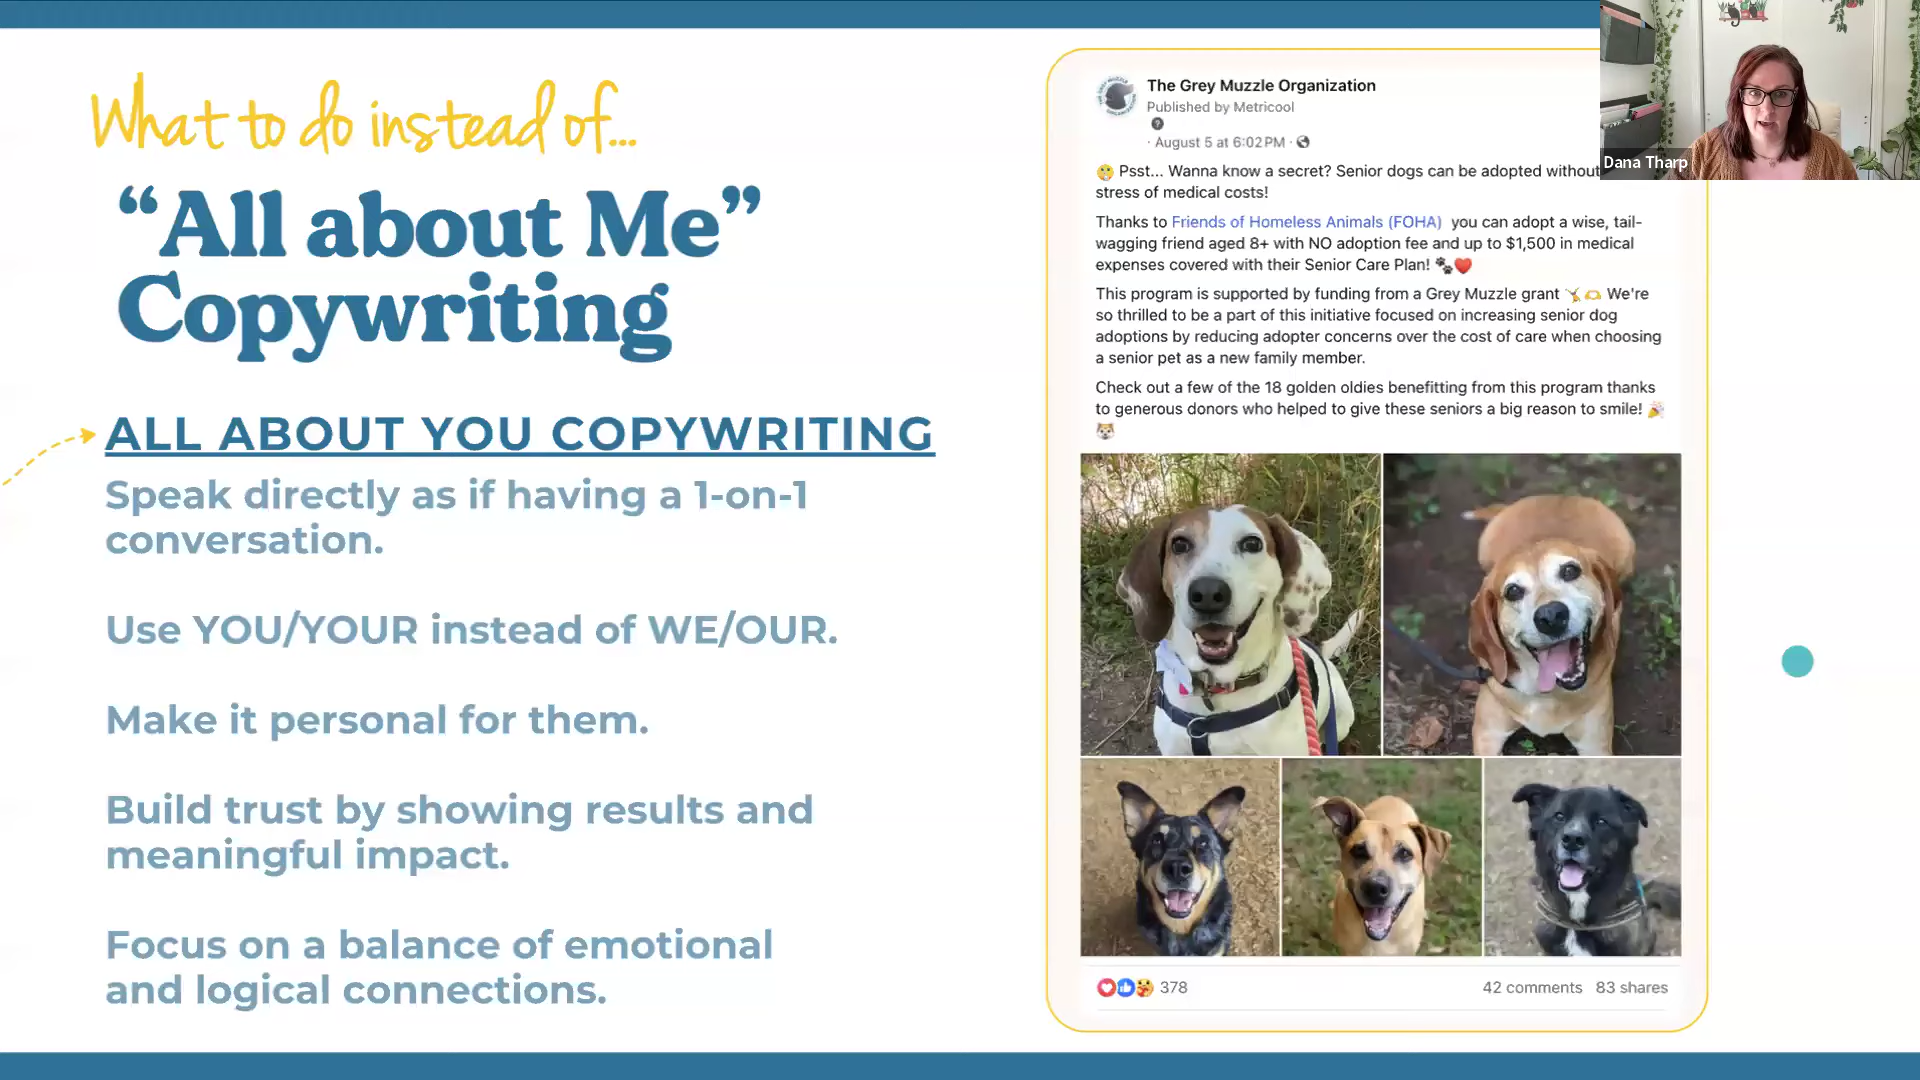 What to do instead of...
“All about Me”
Copywriting
ALL ABOUT YOU COPYWRITING
Speak directly as if having a 1-on-1
conversation.
Use YOU/YOUR instead of WE/OUR.
Make it personal for them.
Build trust by showing results and
meaningful impact.
Focus on a balance of emotional
and logical connections.
The Grey Muzzle Organization
Published by Metricool
· August 5 at 6:02 PM ·
🤫 Psst... Wanna know a secret? Senior dogs can be adopted without
stress of medical costs!
Thanks to Friends of Homeless Animals (FOHA) you can adopt a wise, tail-
wagging friend aged 8+ with NO adoption fee and up to $1,500 in medical
expenses covered with their Senior Care Plan! 🐾❤️
This program is supported by funding from a Grey Muzzle grant 🤸🫶 We're
so thrilled to be a part of this initiative focused on increasing senior dog
adoptions by reducing adopter concerns over the cost of care when choosing
a senior pet as a new family member.
Check out a few of the 18 golden oldies benefitting from this program thanks
to generous donors who helped to give these seniors a big reason to smile! 🎉
🐶
378
42 comments 83 shares
Dana Tharp